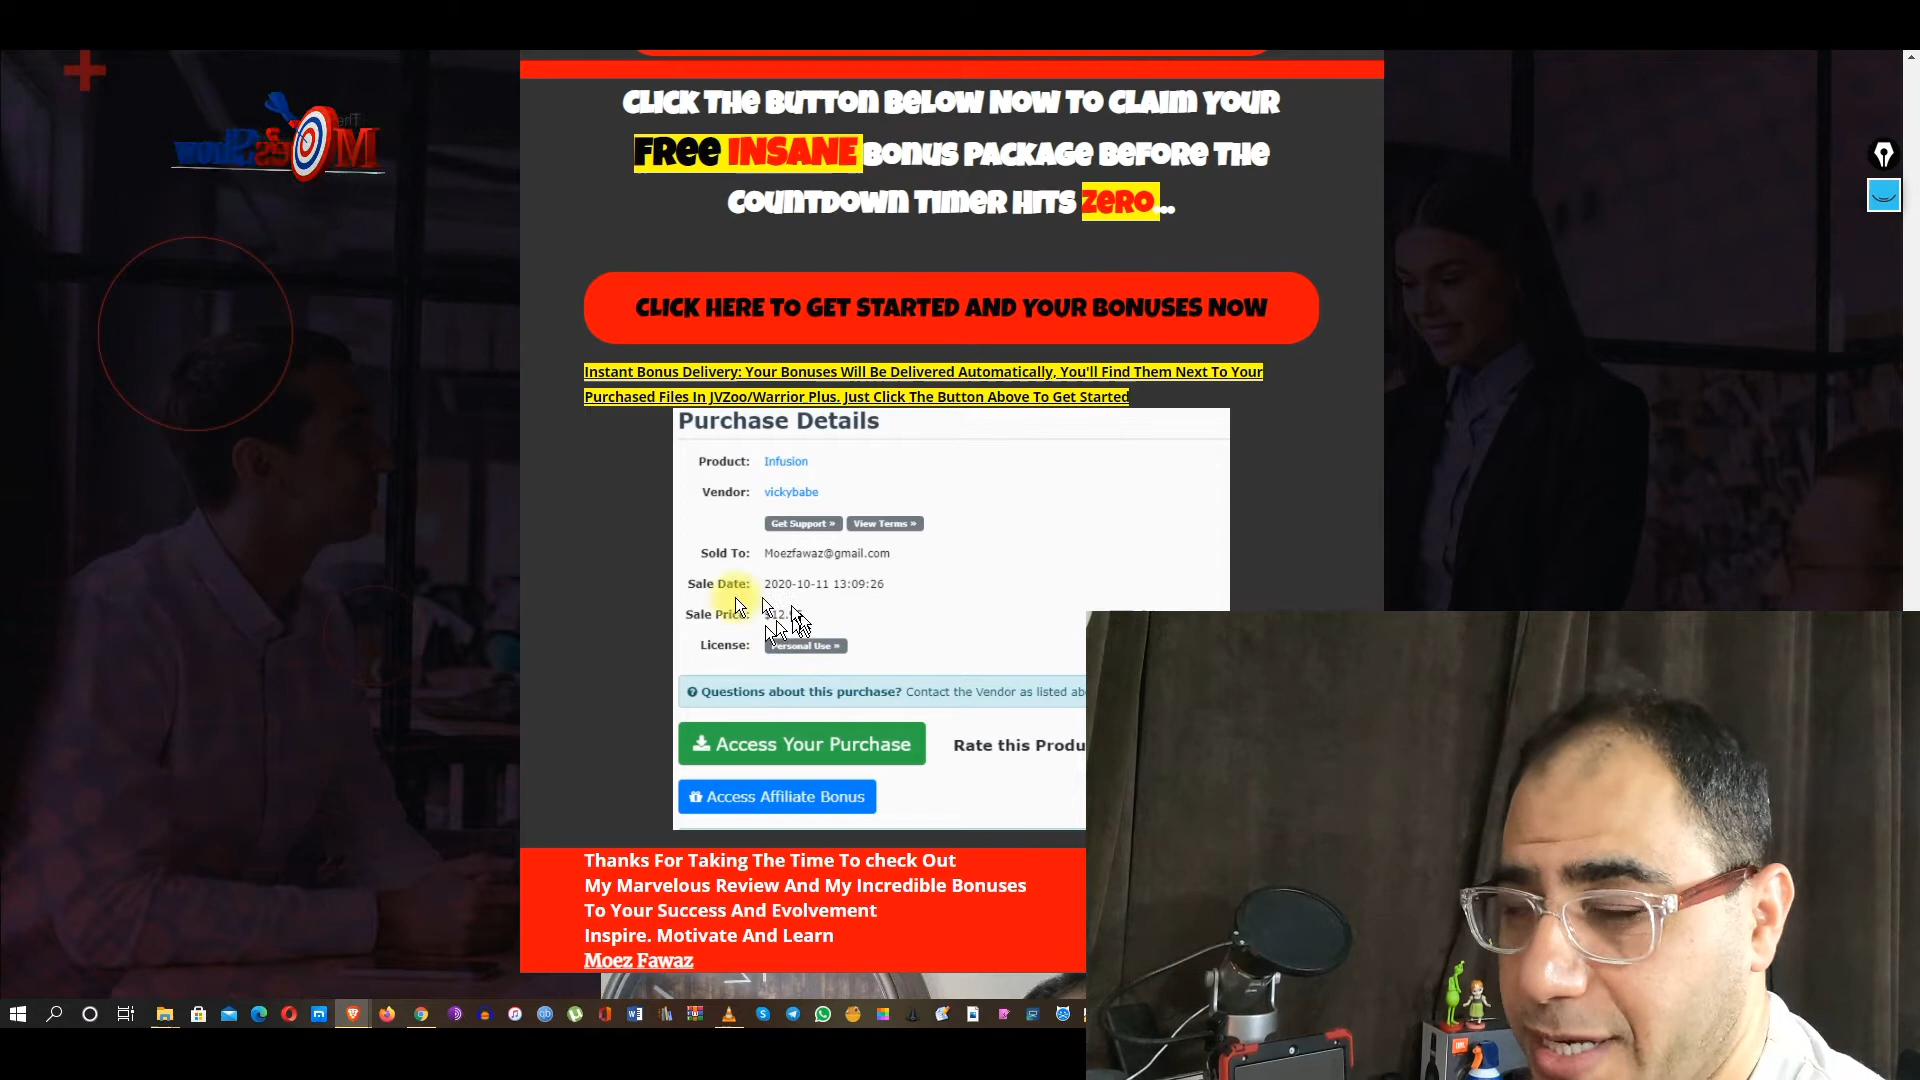 CLICK THE BUTTON BELOW NOW TO CLAIM YOUR
FREE INSANE BONUS PACKAGE BEFORE THE
COUNTDOWN TIMER HITS ZERO...
CLICK HERE TO GET STARTED AND YOUR BONUSES NOW
Instant Bonus Delivery: Your Bonuses Will Be Delivered Automatically, You'll Find Them Next To Your
Purchased Files In JVZoo/Warrior Plus. Just Click The Button Above To Get Started
Purchase Details
Product: Infusion
Vendor: vickybabe
Get Support » View Terms »
Sold To: Moezfawaz@gmail.com
Sale Date: 2020-10-11 13:09:26
Sale Price:
License: Personal Use »
Questions about this purchase? Contact the Vendor as listed
Access Your Purchase
Rate this Produ
Access Affiliate Bonus
Thanks For Taking The Time To check Out
My Marvelous Review And My Incredible Bonuses
To Your Success And Evolvement
Inspire. Motivate And Learn
Moez Fawaz
JBL